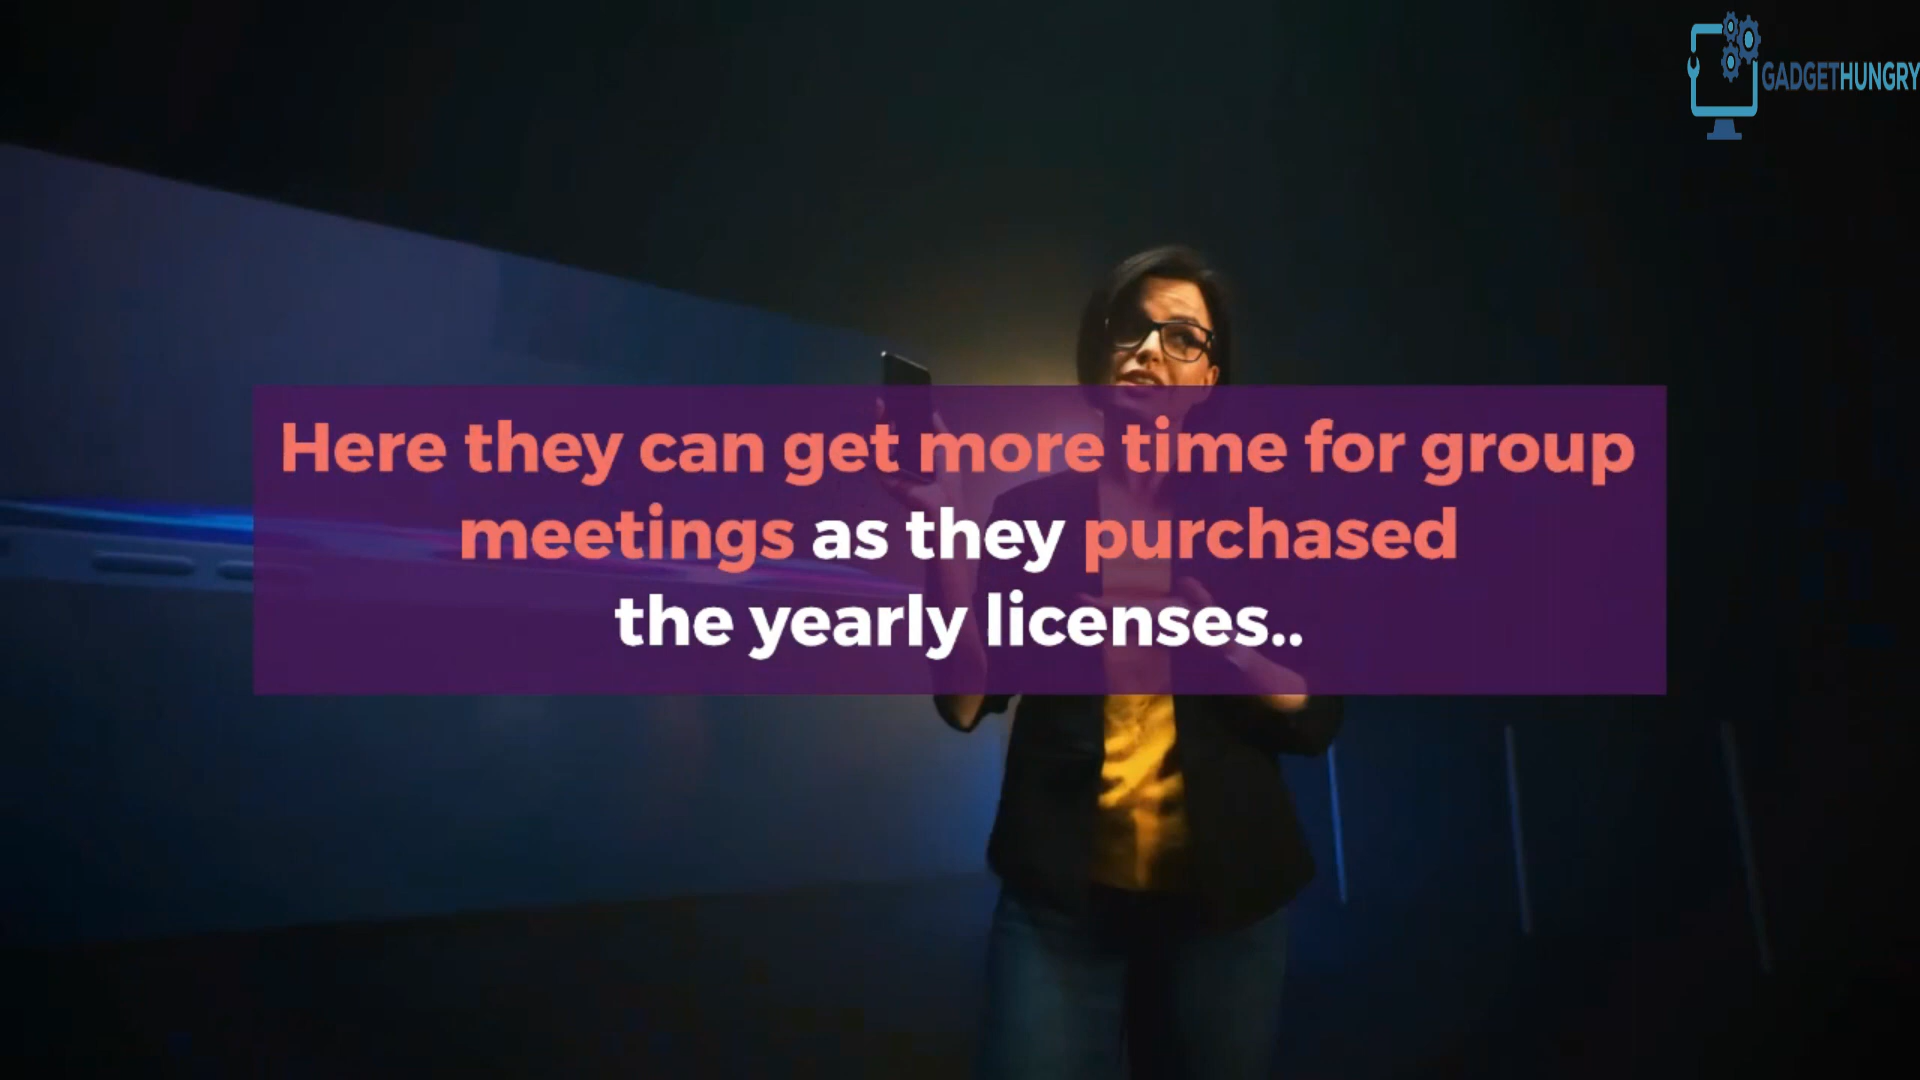 GADGETHUNGRY
Here they can get more time for group
meetings as they purchased
the yearly licenses..